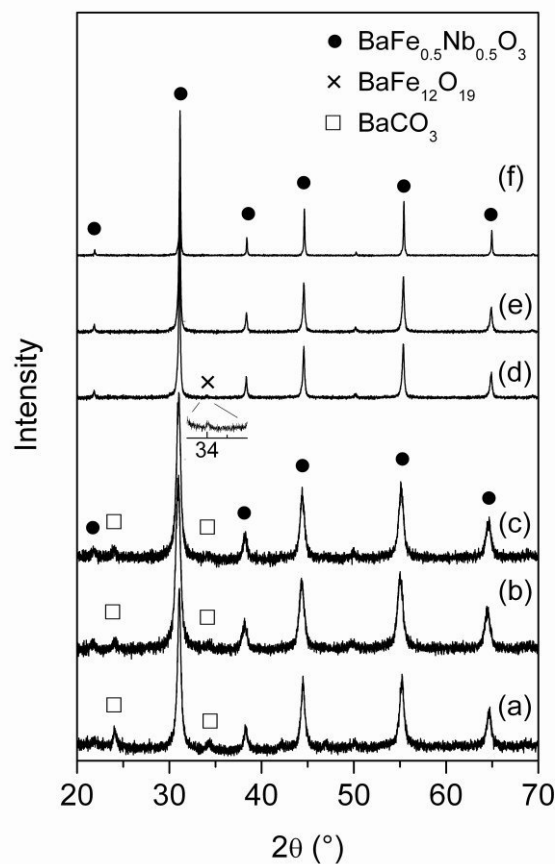 ● BaFe₀.₅Nb₀.₅O₃
× BaFe₁₂O₁₉
□ BaCO₃
(f)
(e)
(d)
34
(c)
(b)
(a)
Intensity
20 30 40 50 60 70
2θ (°)